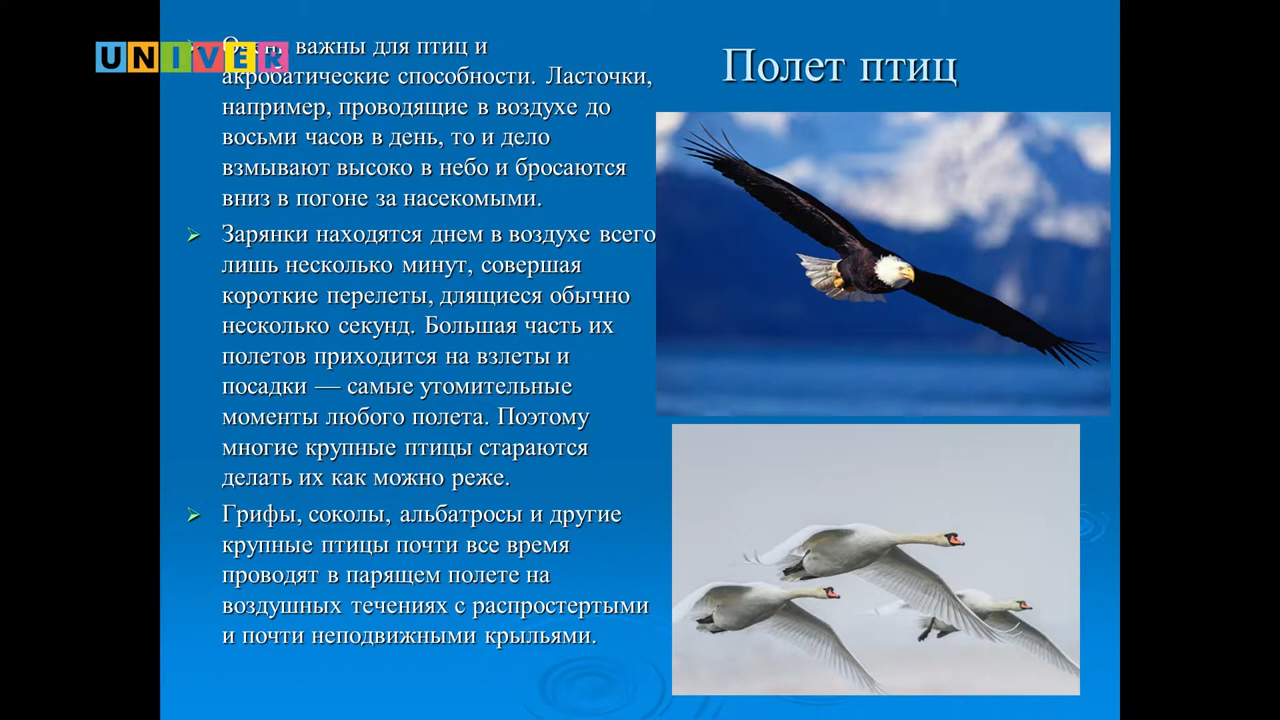 UNIVER
Полет птиц
Очень важны для птиц и
акробатические способности. Ласточки,
например, проводящие в воздухе до
восьми часов в день, то и дело
взмывают высоко в небо и бросаются
вниз в погоне за насекомыми.
Зарянки находятся днем в воздухе всего
лишь несколько минут, совершая
короткие перелеты, длящиеся обычно
несколько секунд. Большая часть их
полетов приходится на взлеты и
посадки — самые утомительные
моменты любого полета. Поэтому
многие крупные птицы стараются
делать их как можно реже.
Грифы, соколы, альбатросы и другие
крупные птицы почти все время
проводят в парящем полете на
воздушных течениях с распростертыми
и почти неподвижными крыльями.